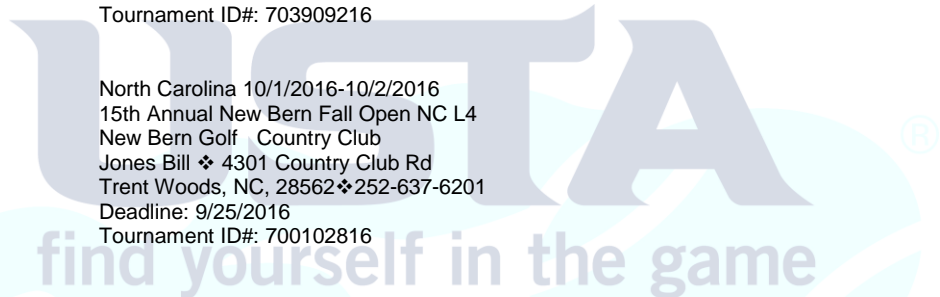 Tournament ID#: 703909216
North Carolina 10/1/2016-10/2/2016
15th Annual New Bern Fall Open NC L4
New Bern Golf   Country Club
Jones Bill ❖ 4301 Country Club Rd
Trent Woods, NC, 28562❖252-637-6201
Deadline: 9/25/2016
Tournament ID#: 700102816
USTA
®
find yourself in the game